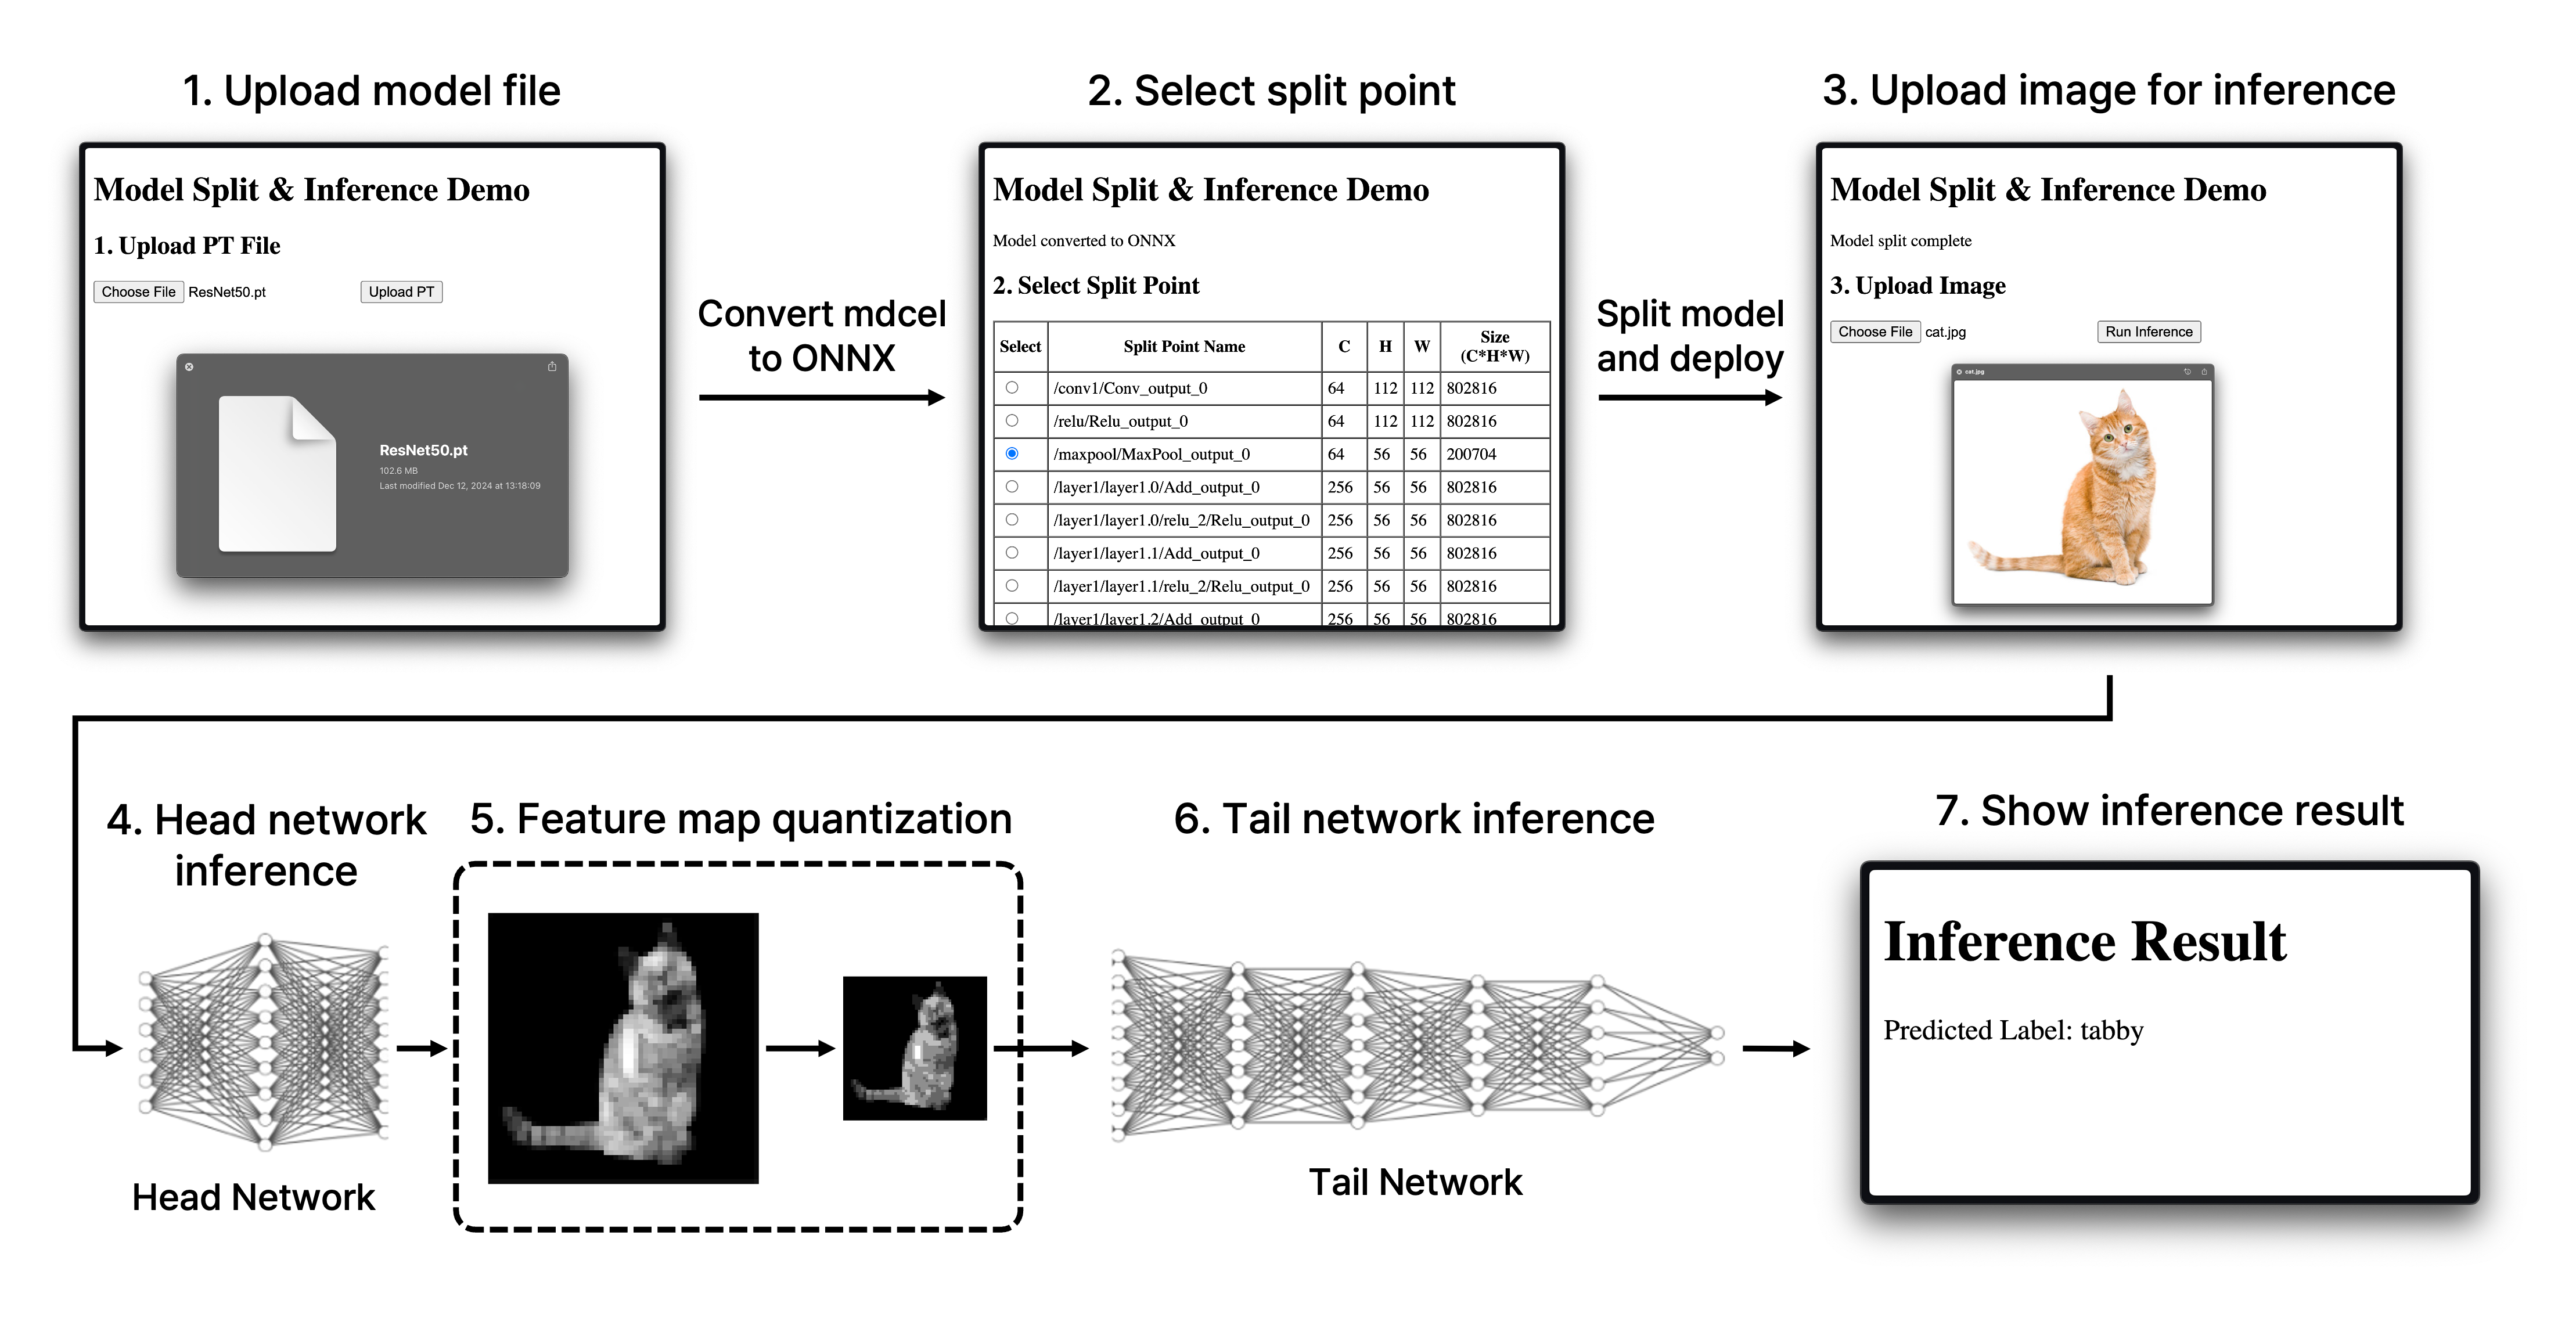 1. Upload model file
Model Split & Inference Demo
1. Upload PT File
Choose File ResNet50.pt Upload PT
ResNet50.pt
102.6 MB
Last modified Dec 12, 2024 at 13:18:09
Convert mdcel
to ONNX
2. Select split point
Model Split & Inference Demo
Model converted to ONNX
2. Select Split Point
Select Split Point Name C H W Size (C*H*W)
/conv1/Conv_output_0 64 112 112 802816
/relu/Relu_output_0 64 112 112 802816
/maxpool/MaxPool_output_0 64 56 56 200704
/layer1/layer1.0/Add_output_0 256 56 56 802816
/layer1/layer1.0/relu_2/Relu_output_0 256 56 56 802816
/layer1/layer1.1/Add_output_0 256 56 56 802816
/layer1/layer1.1/relu_2/Relu_output_0 256 56 56 802816
/layer1/layer1.2/Add_output_0 256 56 56 802816
Split model
and deploy
3. Upload image for inference
Model Split & Inference Demo
Model split complete
3. Upload Image
Choose File cat.jpg Run Inference
cat.jpg
4. Head network
inference
Head Network
5. Feature map quantization
6. Tail network inference
Tail Network
7. Show inference result
Inference Result
Predicted Label: tabby